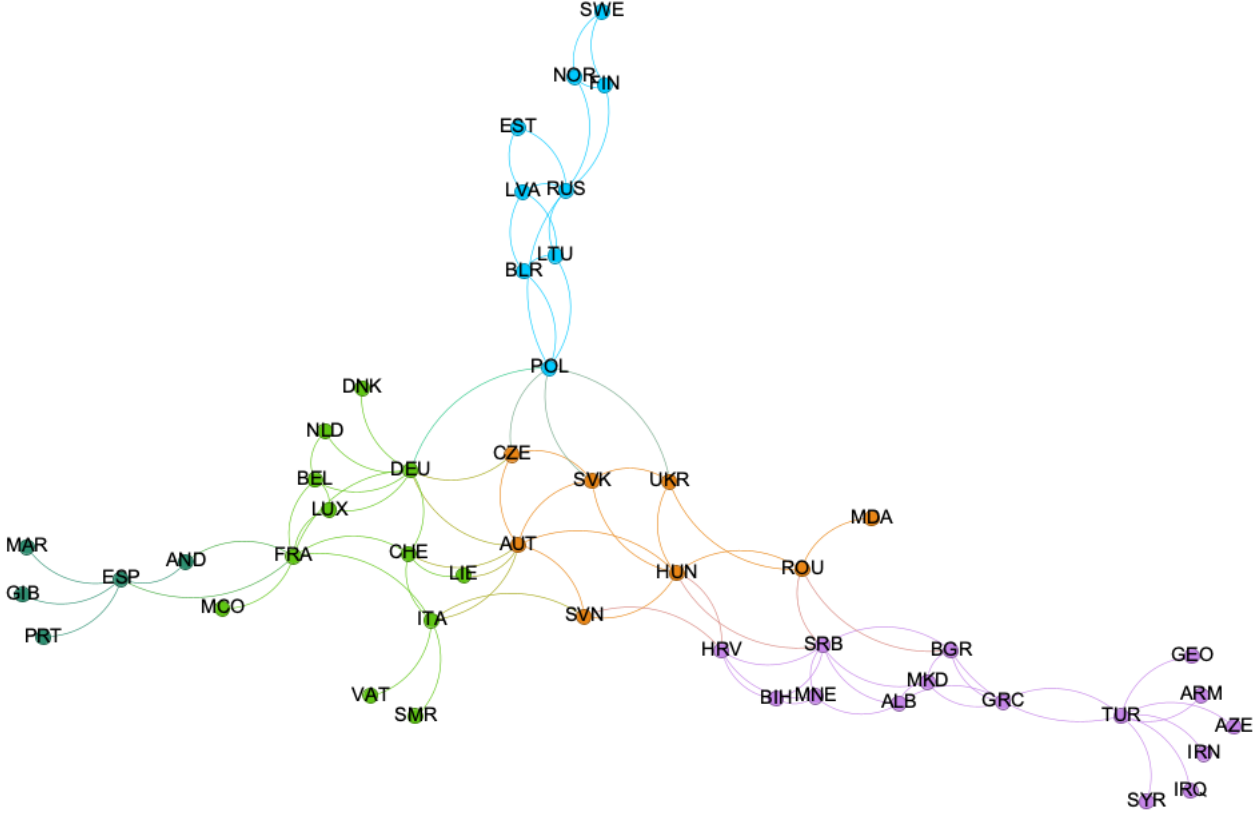 SWE
NOR
FIN
EST
LVA
RUS
LTU
BLR
POL
DNK
NLD
CZE
DEU
BEL
SVK
UKR
LUX
MDA
MAR
AND
FRA
CHE
AUT
ESP
LIE
HUN
ROU
GIB
MCO
PRT
ITA
SVN
HRV
SRB
BGR
GEO
VAT
SMR
BIH
MNE
ALB
MKD
GRC
TUR
ARM
AZE
IRN
SYR
IRQ